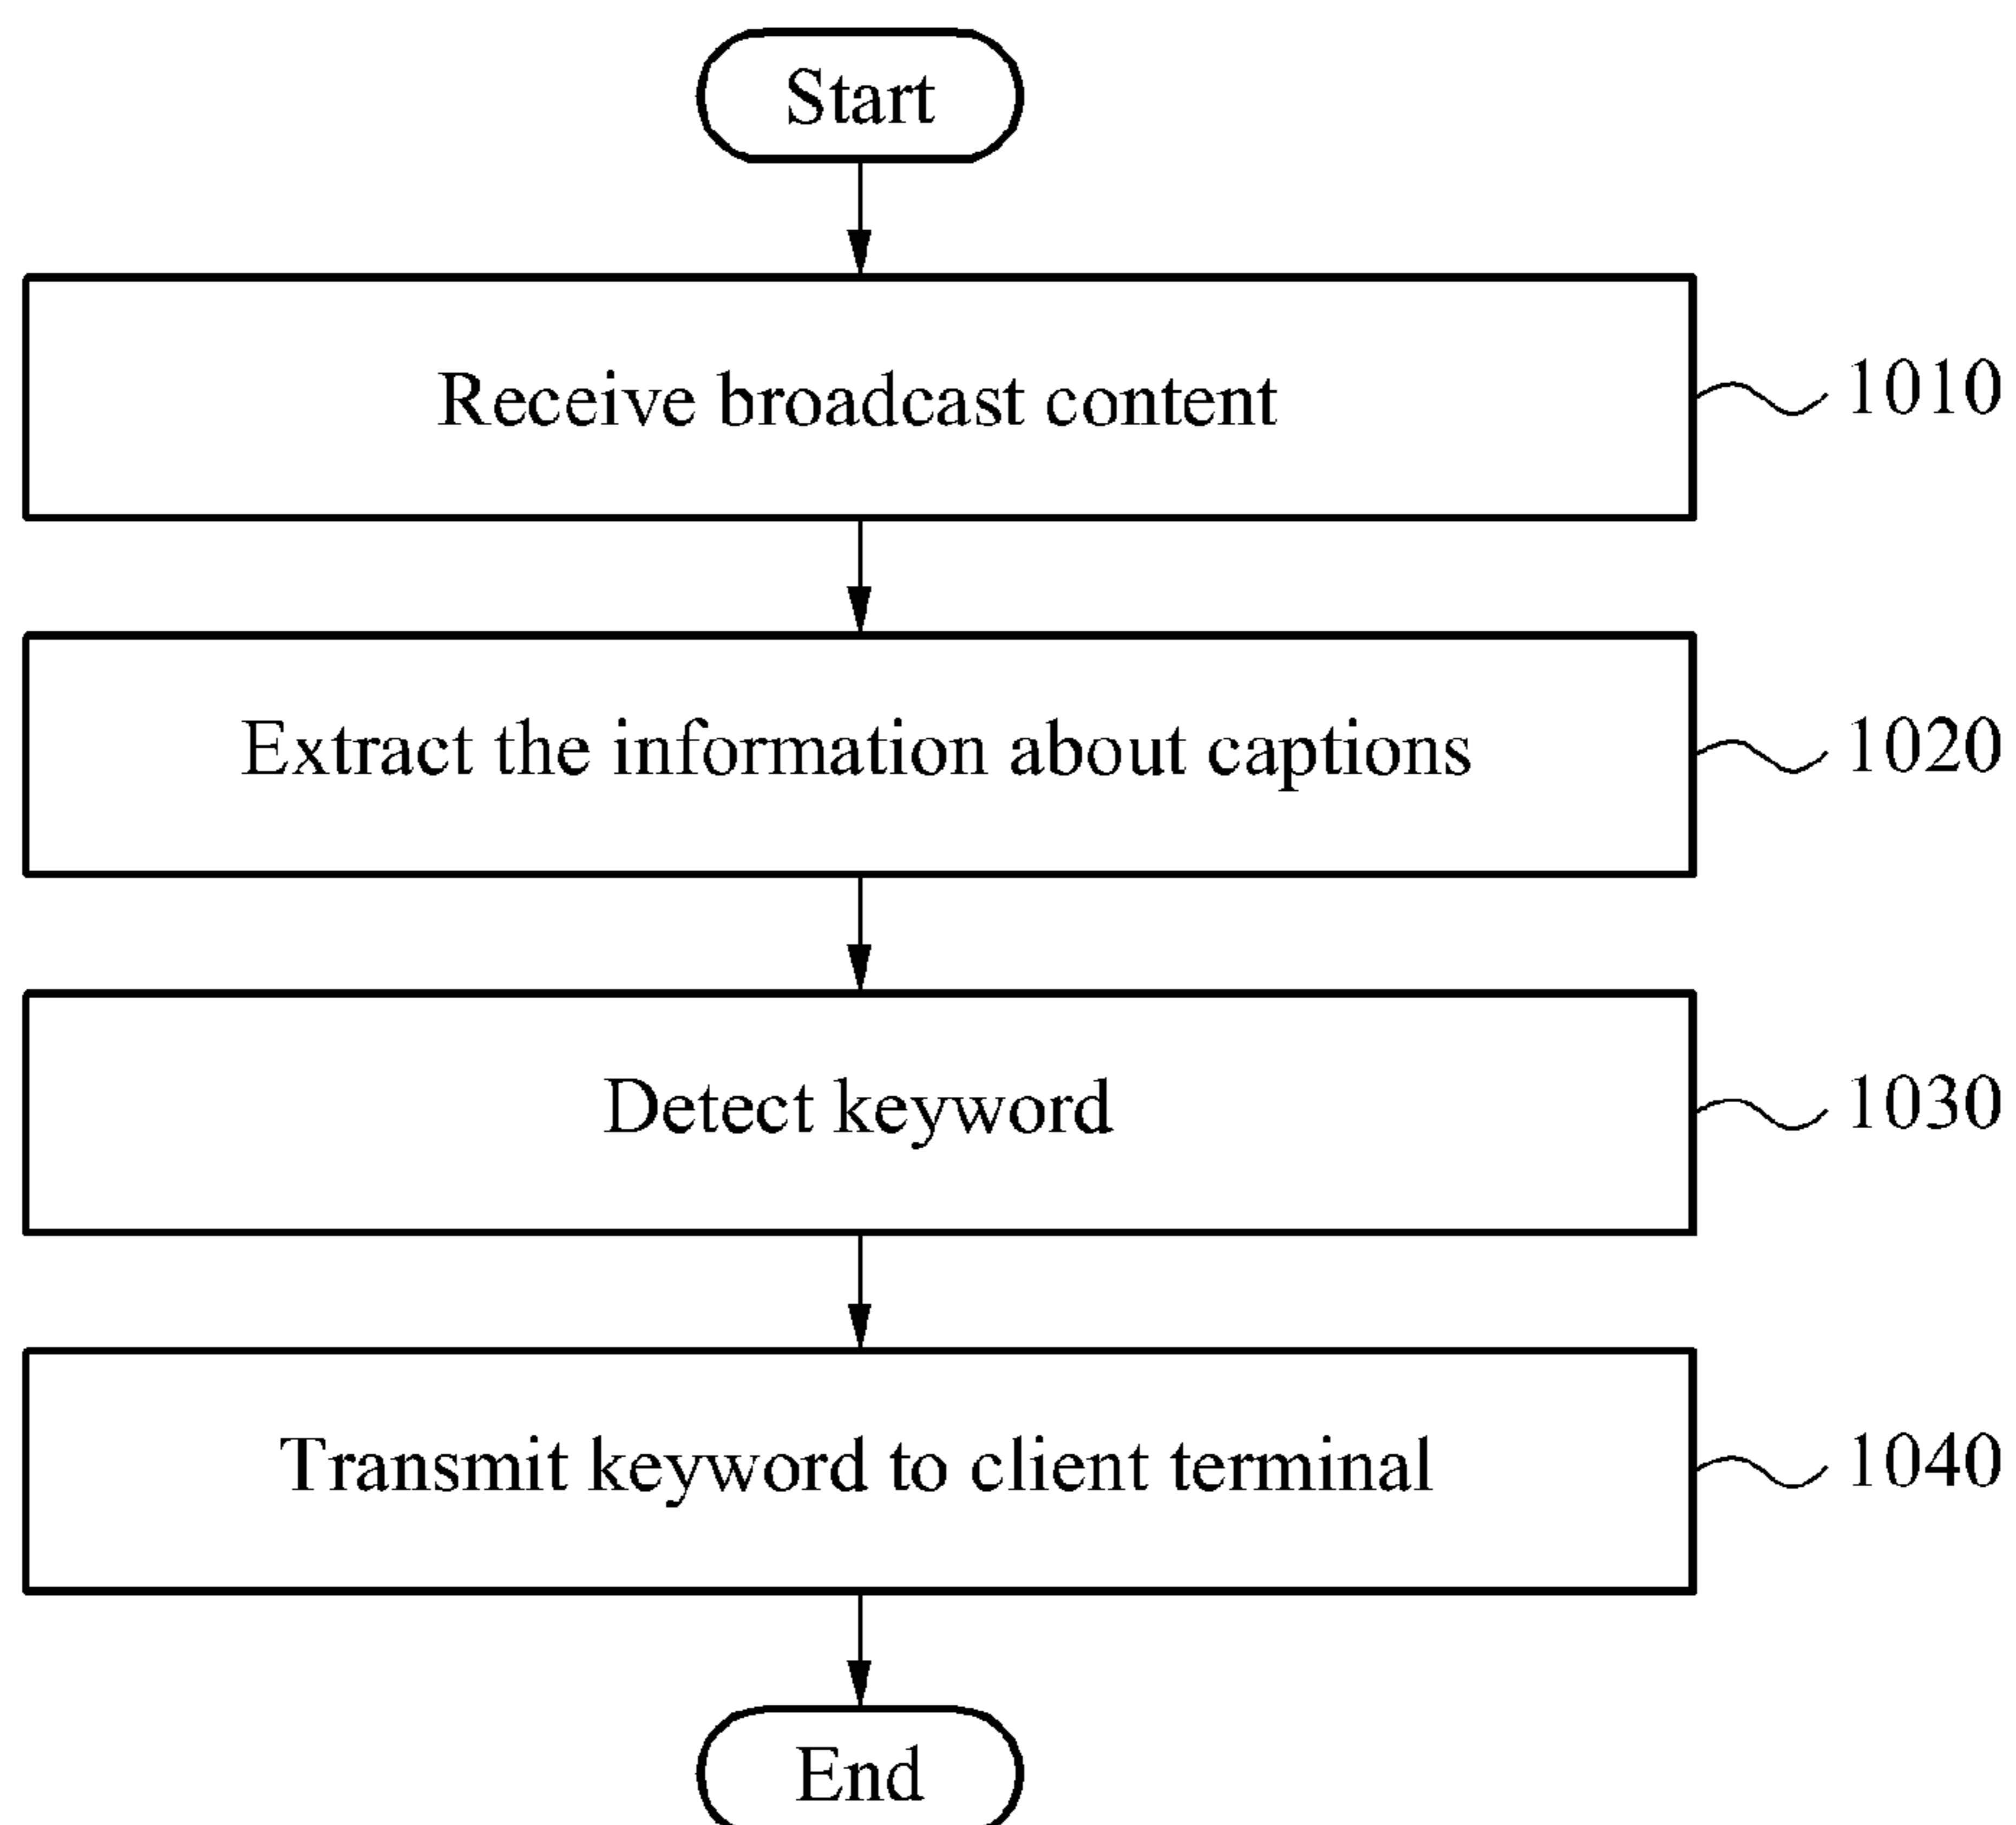 Start
Receive broadcast content
1010
Extract the information about captions
1020
Detect keyword
1030
Transmit keyword to client terminal
1040
End